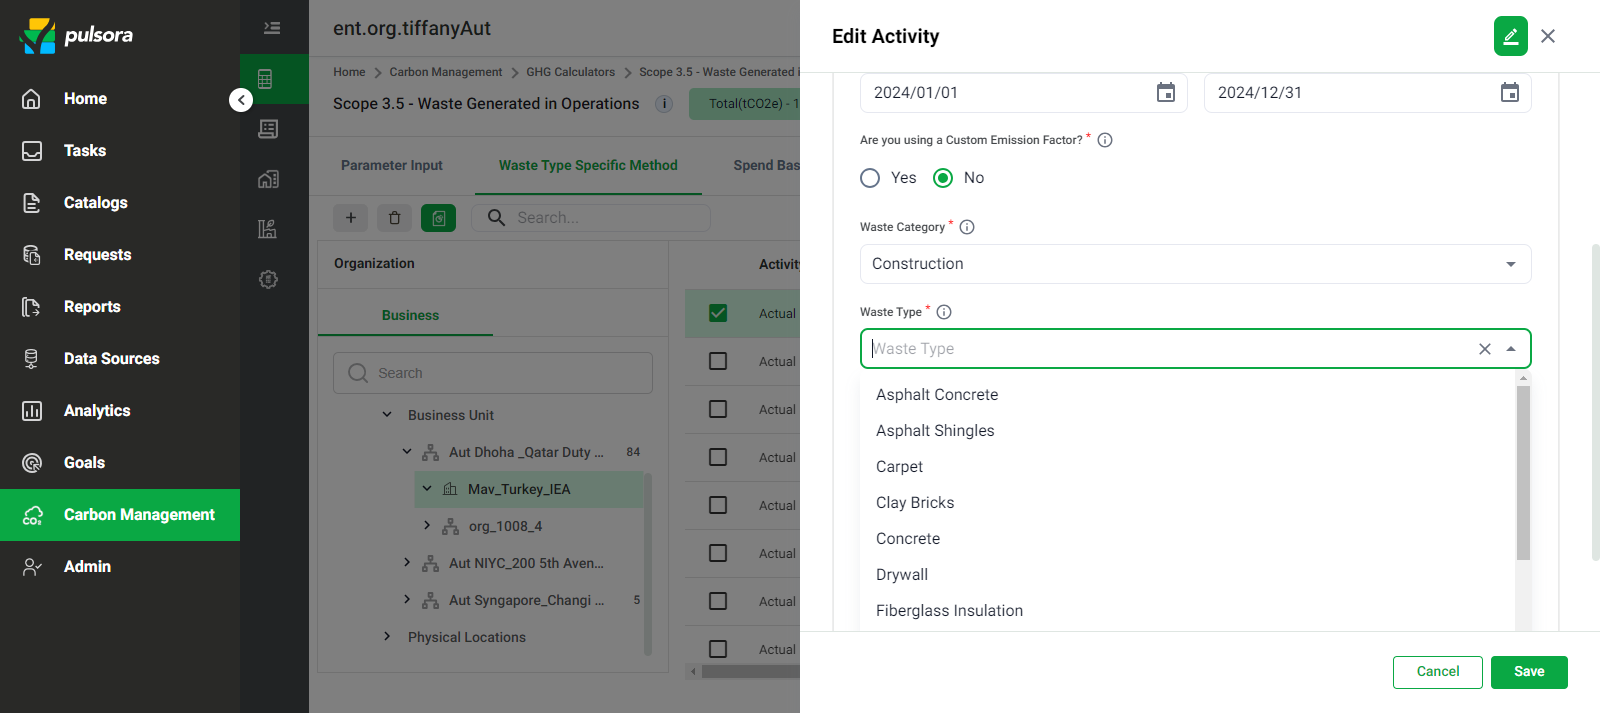 pulsora
Home
Tasks
Catalogs
Requests
Reports
Data Sources
Analytics
Goals
Carbon Management
Admin
ent.org.tiffanyAut
Home > Carbon Management > GHG Calculators > Scope 3.5 - Waste Generated
Scope 3.5 - Waste Generated in Operations
Total(tCO2e) - 1
Parameter Input
Waste Type Specific Method
Spend Bas
Search...
Organization
Business
Search
Business Unit
Aut Dhoha _Qatar Duty ... 84
Mav_Turkey_IEA
org_1008_4
Aut NIYC_200 5th Aven...
Aut Syngapore_Changi ... 5
Physical Locations
Activity
Actual
Actual
Actual
Actual
Actual
Actual
Actual
Actual
Edit Activity
2024/01/01
2024/12/31
Are you using a Custom Emission Factor? *
Yes
No
Waste Category *
Construction
Waste Type *
Waste Type
Asphalt Concrete
Asphalt Shingles
Carpet
Clay Bricks
Concrete
Drywall
Fiberglass Insulation
Cancel
Save